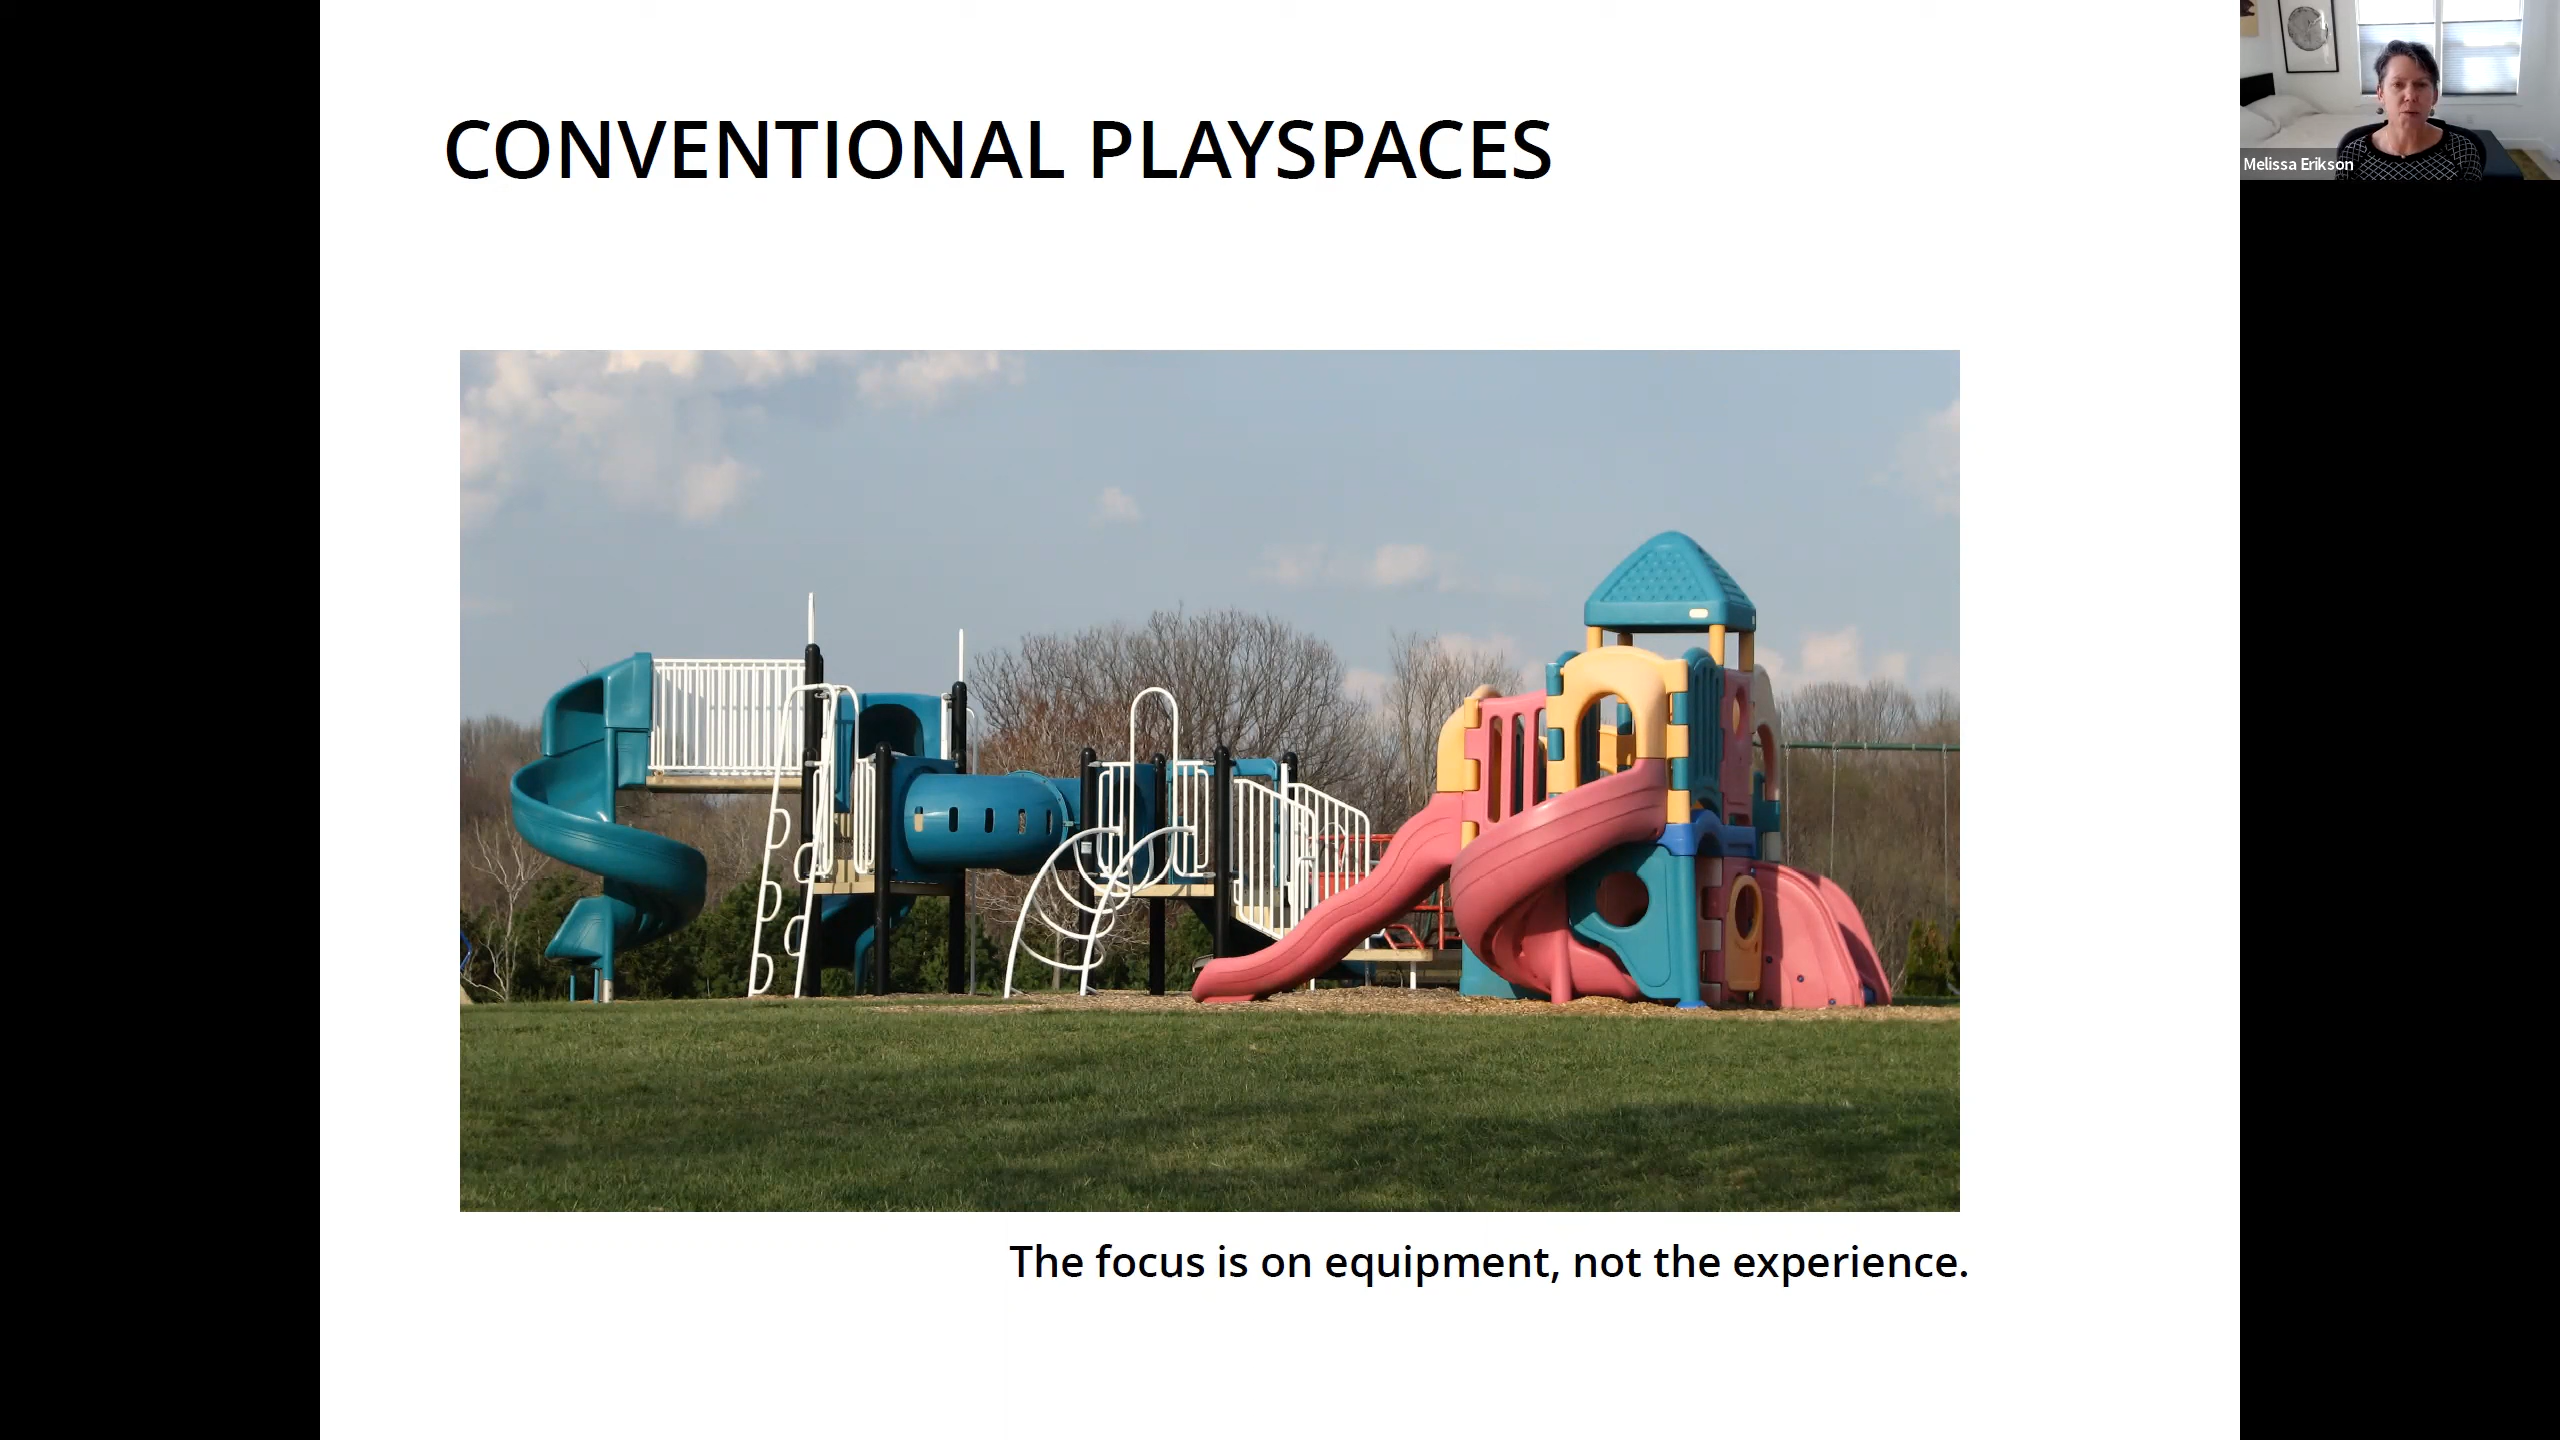 CONVENTIONAL PLAYSPACES
Melissa Erikson
The focus is on equipment, not the experience.